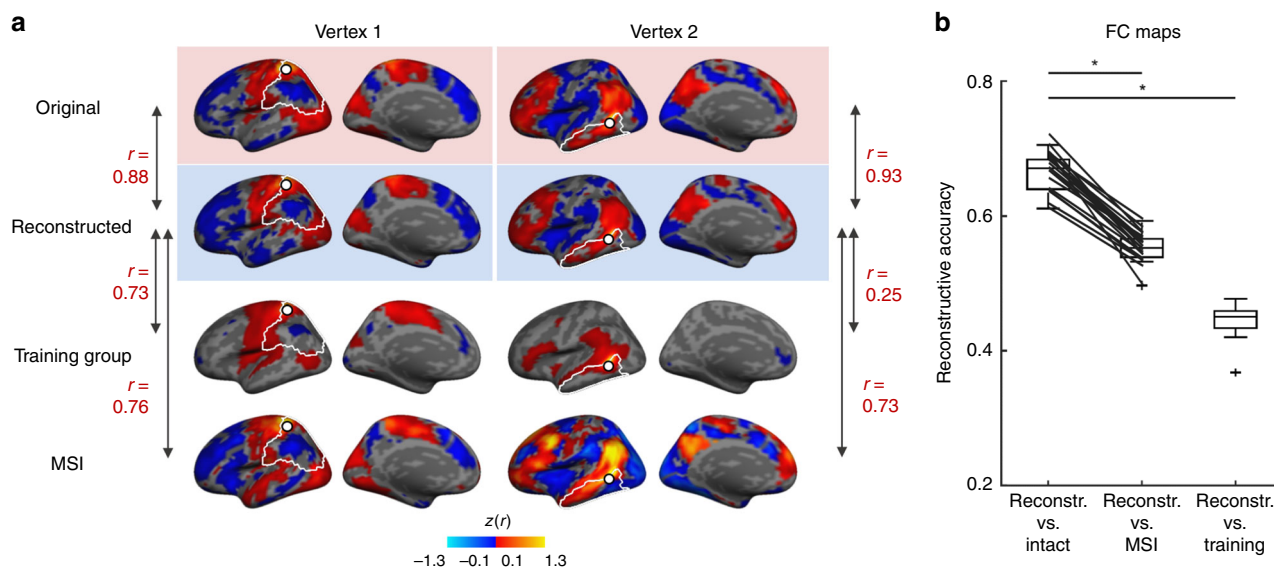 a
Vertex 1
Vertex 2
Original
r =
0.88
r =
0.93
Reconstructed
r =
0.73
r =
0.25
Training group
r =
0.76
r =
0.73
MSI
z(r)
−1.3 −0.1 0.1 1.3
b
FC maps
*
*
0.8
0.6
0.4
0.2
Reconstructive accuracy
Reconstr.
vs.
intact
Reconstr.
vs.
MSI
Reconstr.
vs.
training